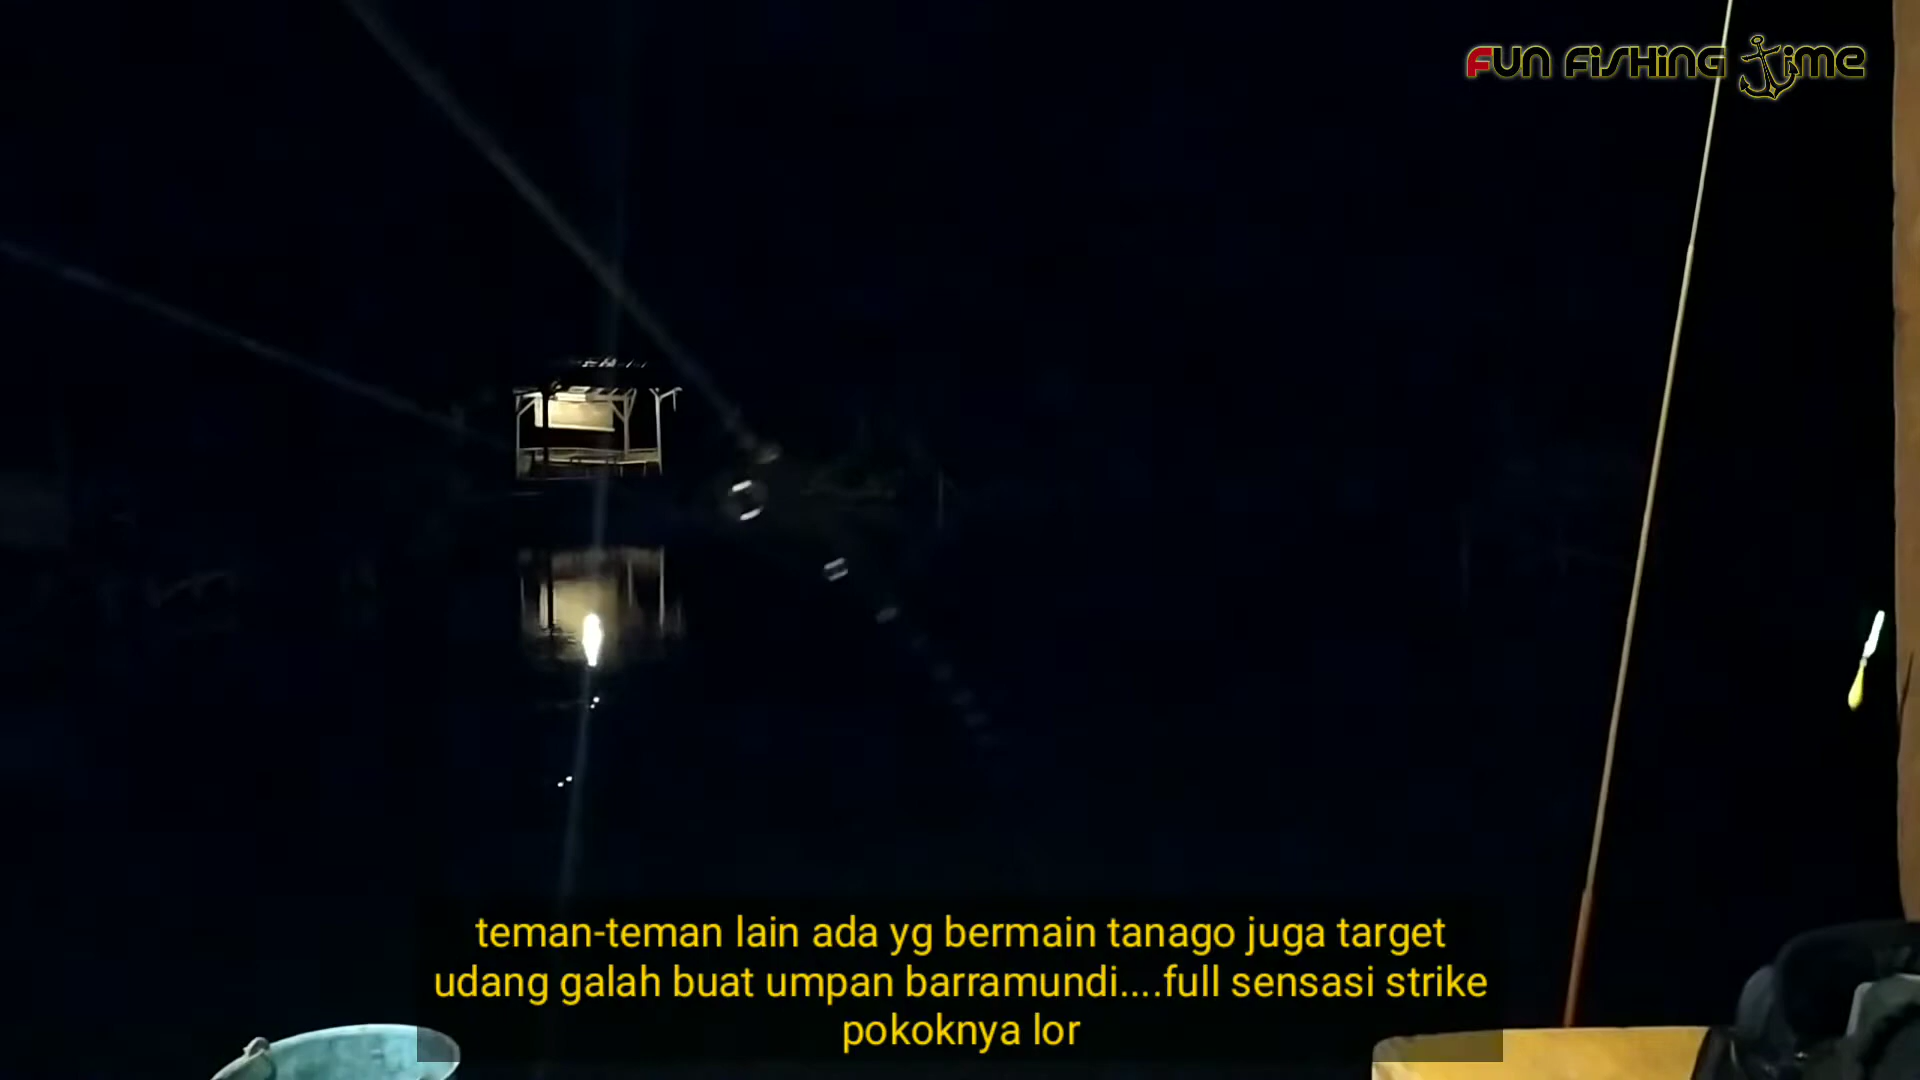 FUN FISHING TIME
teman-teman lain ada yg bermain tanago juga target
udang galah buat umpan barramundi....full sensasi strike
pokoknya lor